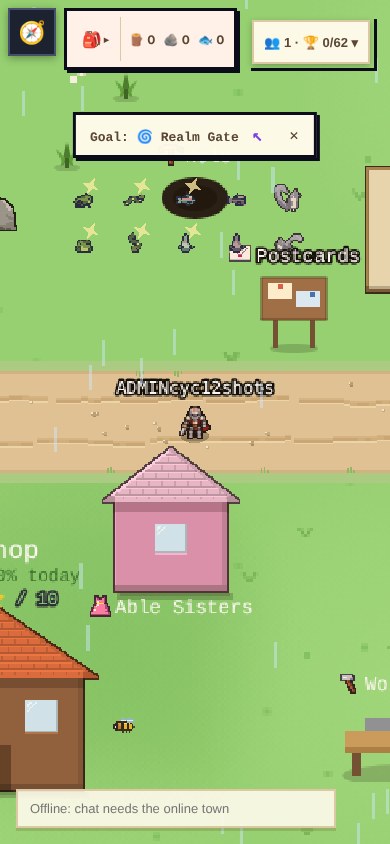 0 0 0
1 · 0/62 ▾
Goal: Realm Gate ↖ ×
Postcards
ADMINcyc12shots
hop
9% today
/ 10
Able Sisters
Wo
Offline: chat needs the online town